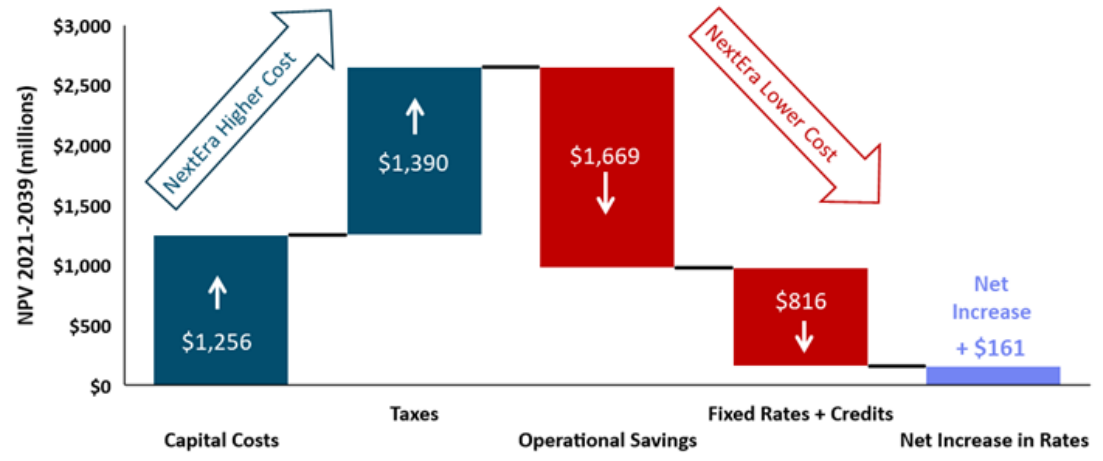 NPV 2021-2039 (millions)
$3,000
$2,500
$2,000
$1,500
$1,000
$500
$0
NextEra Higher Cost
NextEra Lower Cost
$1,256
$1,390
$1,669
$816
Net
Increase
+ $161
Taxes
Fixed Rates + Credits
Capital Costs
Operational Savings
Net Increase in Rates